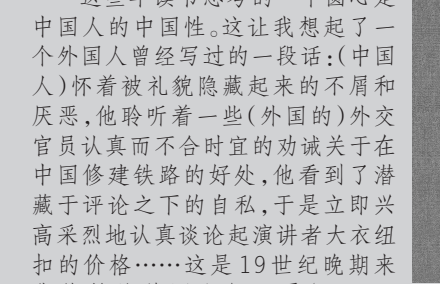 中国人的中国性。这让我想起了一
个外国人曾经写过的一段话:(中国
人)怀着被礼貌隐藏起来的不屑和
厌恶,他聆听着一些(外国的)外交
官员认真而不合时宜的劝诫关于在
中国修建铁路的好处,他看到了潜
藏于评论之下的自私,于是立即兴
高采烈地认真谈论起演讲者大衣纽
扣的价格……这是19世纪晚期来